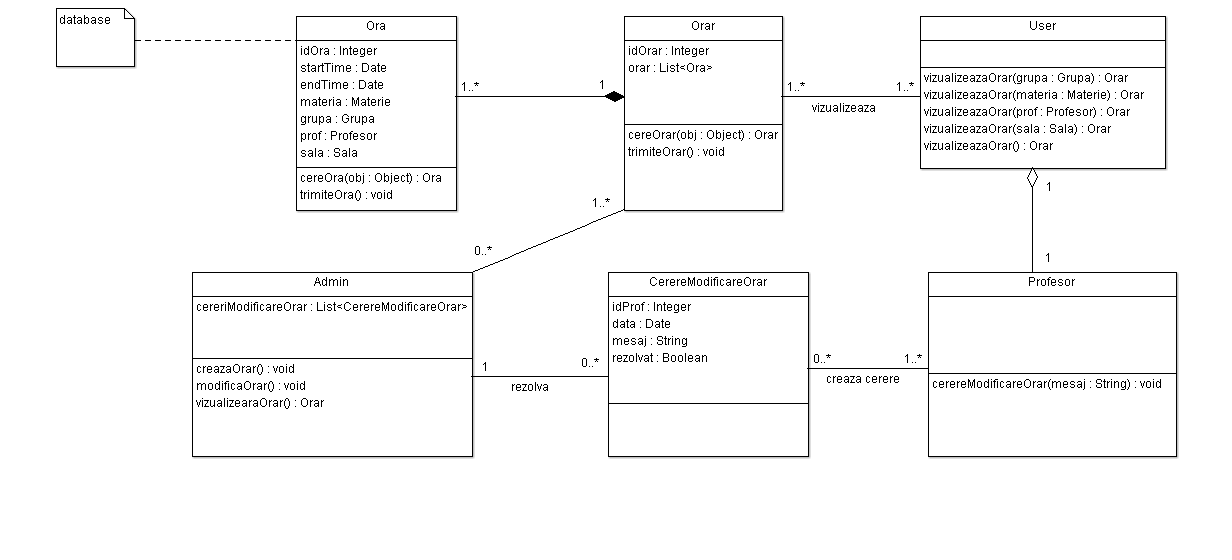 database
Ora
idOra : Integer
startTime : Date
endTime : Date
materia : Materie
grupa : Grupa
prof : Profesor
sala : Sala
cereOra(obj : Object) : Ora
trimiteOra() : void
1..*
1
Orar
idOrar : Integer
orar : List<Ora>
cereOrar(obj : Object) : Orar
trimiteOrar() : void
1..*
1..*
vizualizeaza
User
vizualizeazaOrar(grupa : Grupa) : Orar
vizualizeazaOrar(materia : Materie) : Orar
vizualizeazaOrar(prof : Profesor) : Orar
vizualizeazaOrar(sala : Sala) : Orar
vizualizeazaOrar() : Orar
1
1
1..*
0..*
Admin
cereriModificareOrar : List<CerereModificareOrar>
creazaOrar() : void
modificaOrar() : void
vizualizearaOrar() : Orar
1
0..*
rezolva
CerereModificareOrar
idProf : Integer
data : Date
mesaj : String
rezolvat : Boolean
0..*
1..*
creaza cerere
Profesor
cerereModificareOrar(mesaj : String) : void